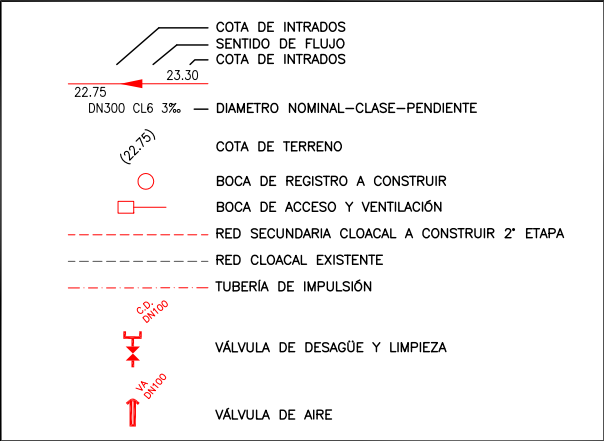 COTA DE INTRADOS
SENTIDO DE FLUJO
COTA DE INTRADOS
23.30
22.75
DN300 CL6 3‰ DIAMETRO NOMINAL-CLASE-PENDIENTE
(22.75) COTA DE TERRENO
BOCA DE REGISTRO A CONSTRUIR
BOCA DE ACCESO Y VENTILACIÓN
RED SECUNDARIA CLOACAL A CONSTRUIR 2° ETAPA
RED CLOACAL EXISTENTE
TUBERÍA DE IMPULSIÓN
C.D.
DN100
VÁLVULA DE DESAGÜE Y LIMPIEZA
VA
DN100
VÁLVULA DE AIRE